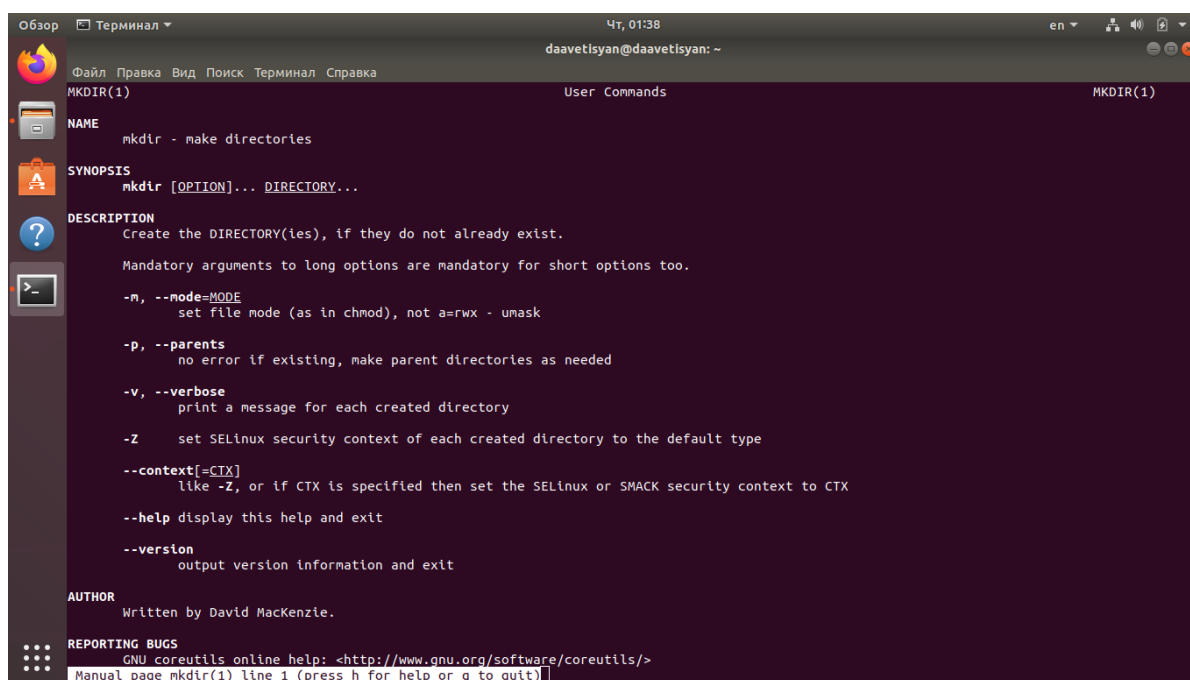 Обзор Терминал Чт, 01:38 en
daavetisyan@daavetisyan: ~
Файл Правка Вид Поиск Терминал Справка
MKDIR(1) User Commands MKDIR(1)
NAME
mkdir - make directories
SYNOPSIS
mkdir [OPTION]... DIRECTORY...
DESCRIPTION
Create the DIRECTORY(ies), if they do not already exist.
Mandatory arguments to long options are mandatory for short options too.
-m, --mode=MODE
set file mode (as in chmod), not a=rwx - umask
-p, --parents
no error if existing, make parent directories as needed
-v, --verbose
print a message for each created directory
-Z set SELinux security context of each created directory to the default type
--context[=CTX]
like -Z, or if CTX is specified then set the SELinux or SMACK security context to CTX
--help display this help and exit
--version
output version information and exit
AUTHOR
Written by David MacKenzie.
REPORTING BUGS
GNU coreutils online help: <http://www.gnu.org/software/coreutils/>
Manual page mkdir(1) line 1 (press h for help or q to quit)